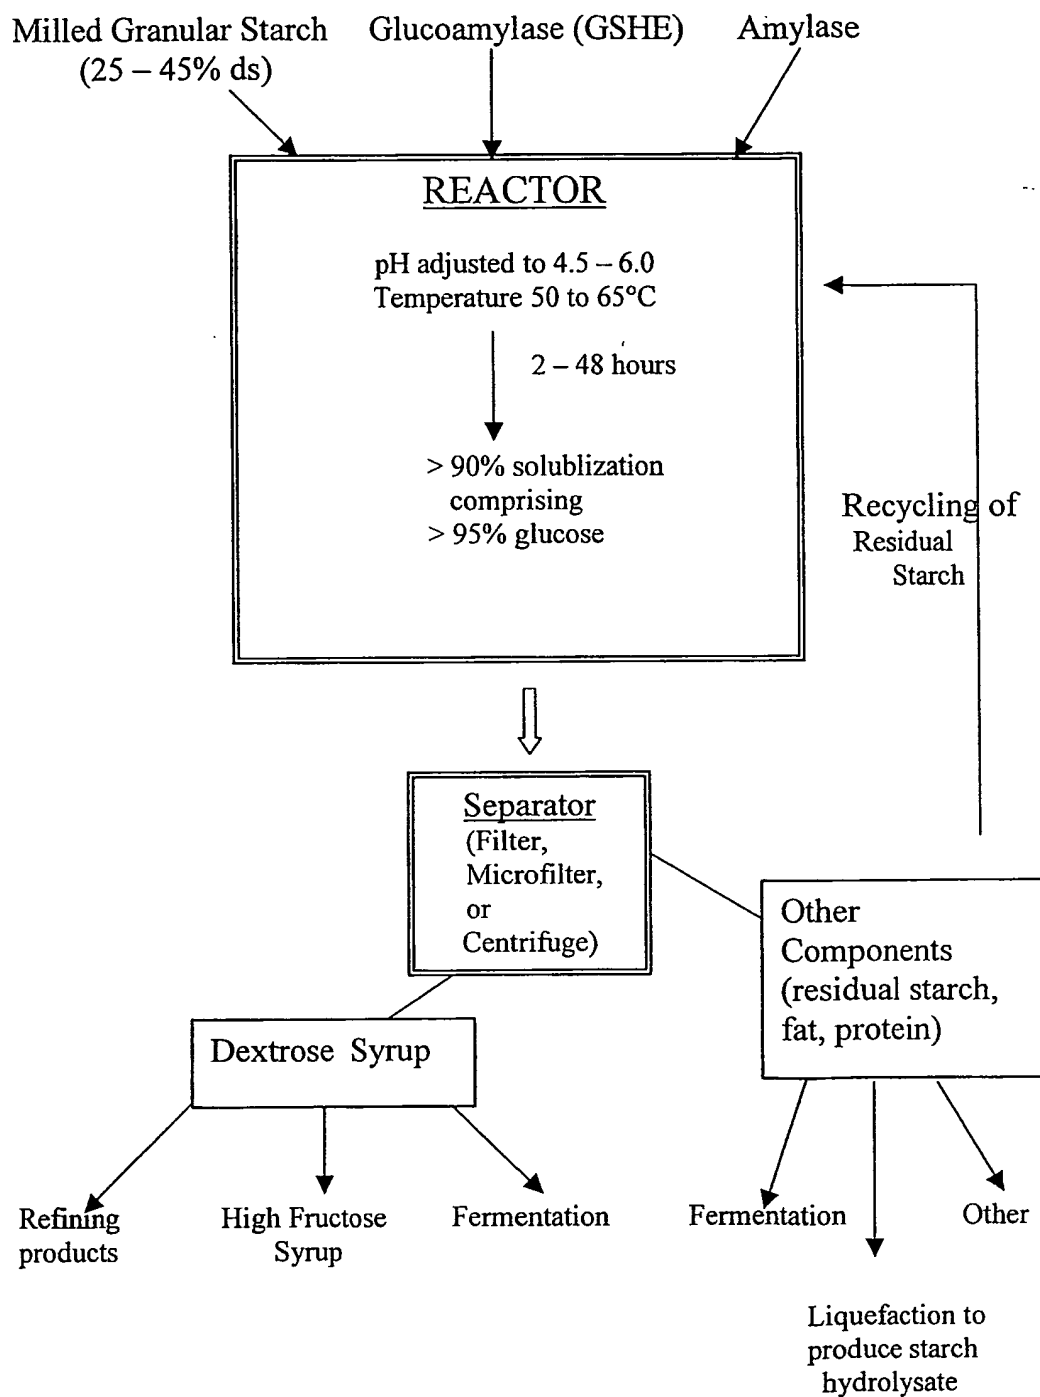 Milled Granular Starch
(25 – 45% ds)
Glucoamylase (GSHE)
Amylase
REACTOR
pH adjusted to 4.5 – 6.0
Temperature 50 to 65°C
2 – 48 hours
> 90% solublization
comprising
> 95% glucose
Recycling of
Residual
Starch
Separator
(Filter,
Microfilter,
or
Centrifuge)
Other
Components
(residual starch,
fat, protein)
Dextrose Syrup
Refining
products
High Fructose
Syrup
Fermentation
Fermentation
Other
Liquefaction to
produce starch
hydrolysate